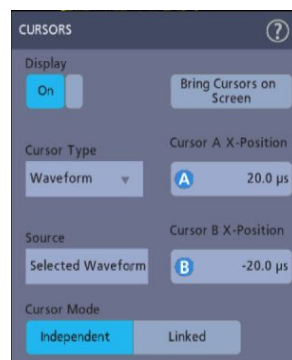 CURSORS
?
Display
On
Bring Cursors on
Screen
Cursor Type
Waveform
Cursor A X-Position
A
20.0 µs
Source
Selected Waveform
Cursor B X-Position
B
-20.0 µs
Cursor Mode
Independent
Linked